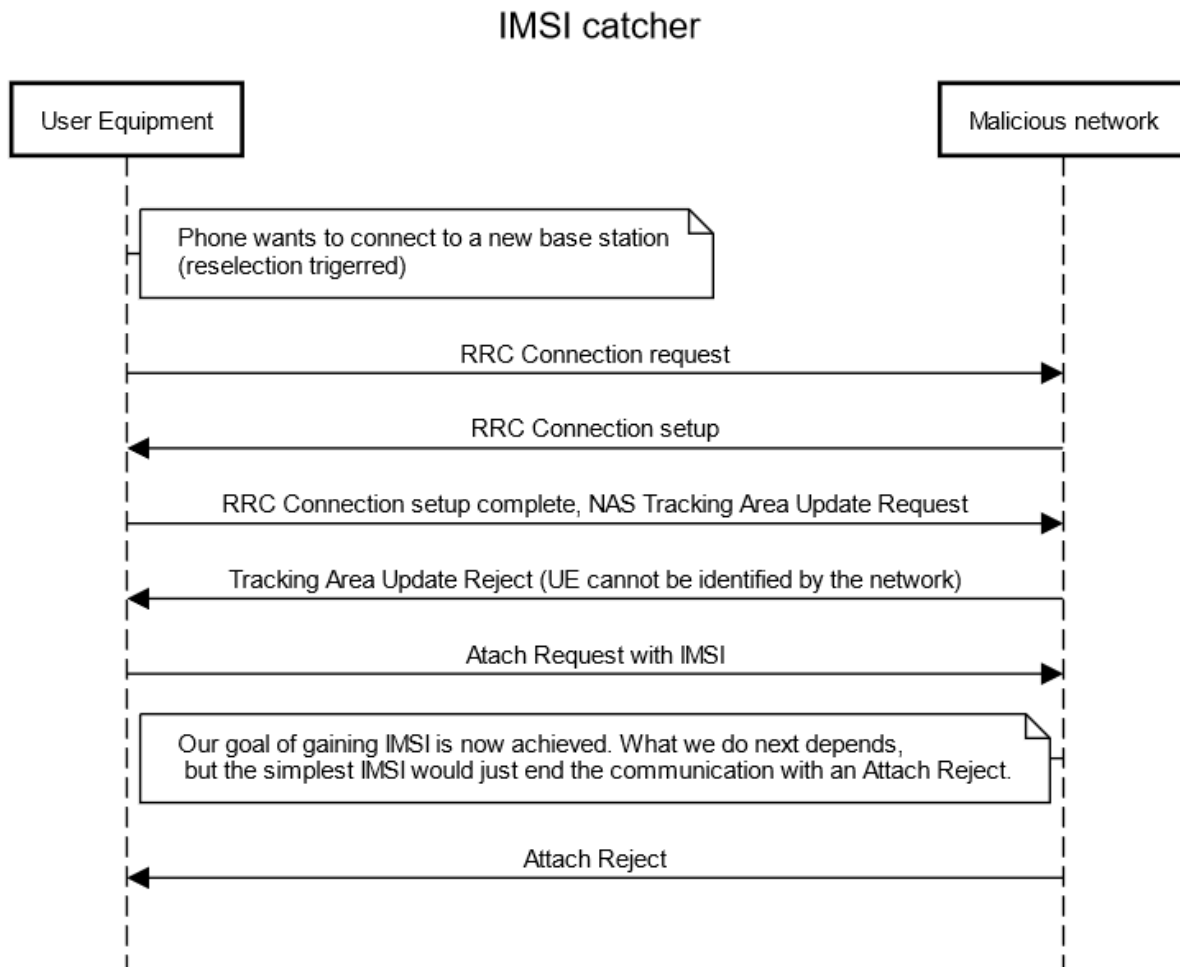 IMSI catcher
User Equipment
Malicious network
Phone wants to connect to a new base station
(reselection trigerred)
RRC Connection request
RRC Connection setup
RRC Connection setup complete, NAS Tracking Area Update Request
Tracking Area Update Reject (UE cannot be identified by the network)
Atach Request with IMSI
Our goal of gaining IMSI is now achieved. What we do next depends,
but the simplest IMSI would just end the communication with an Attach Reject.
Attach Reject